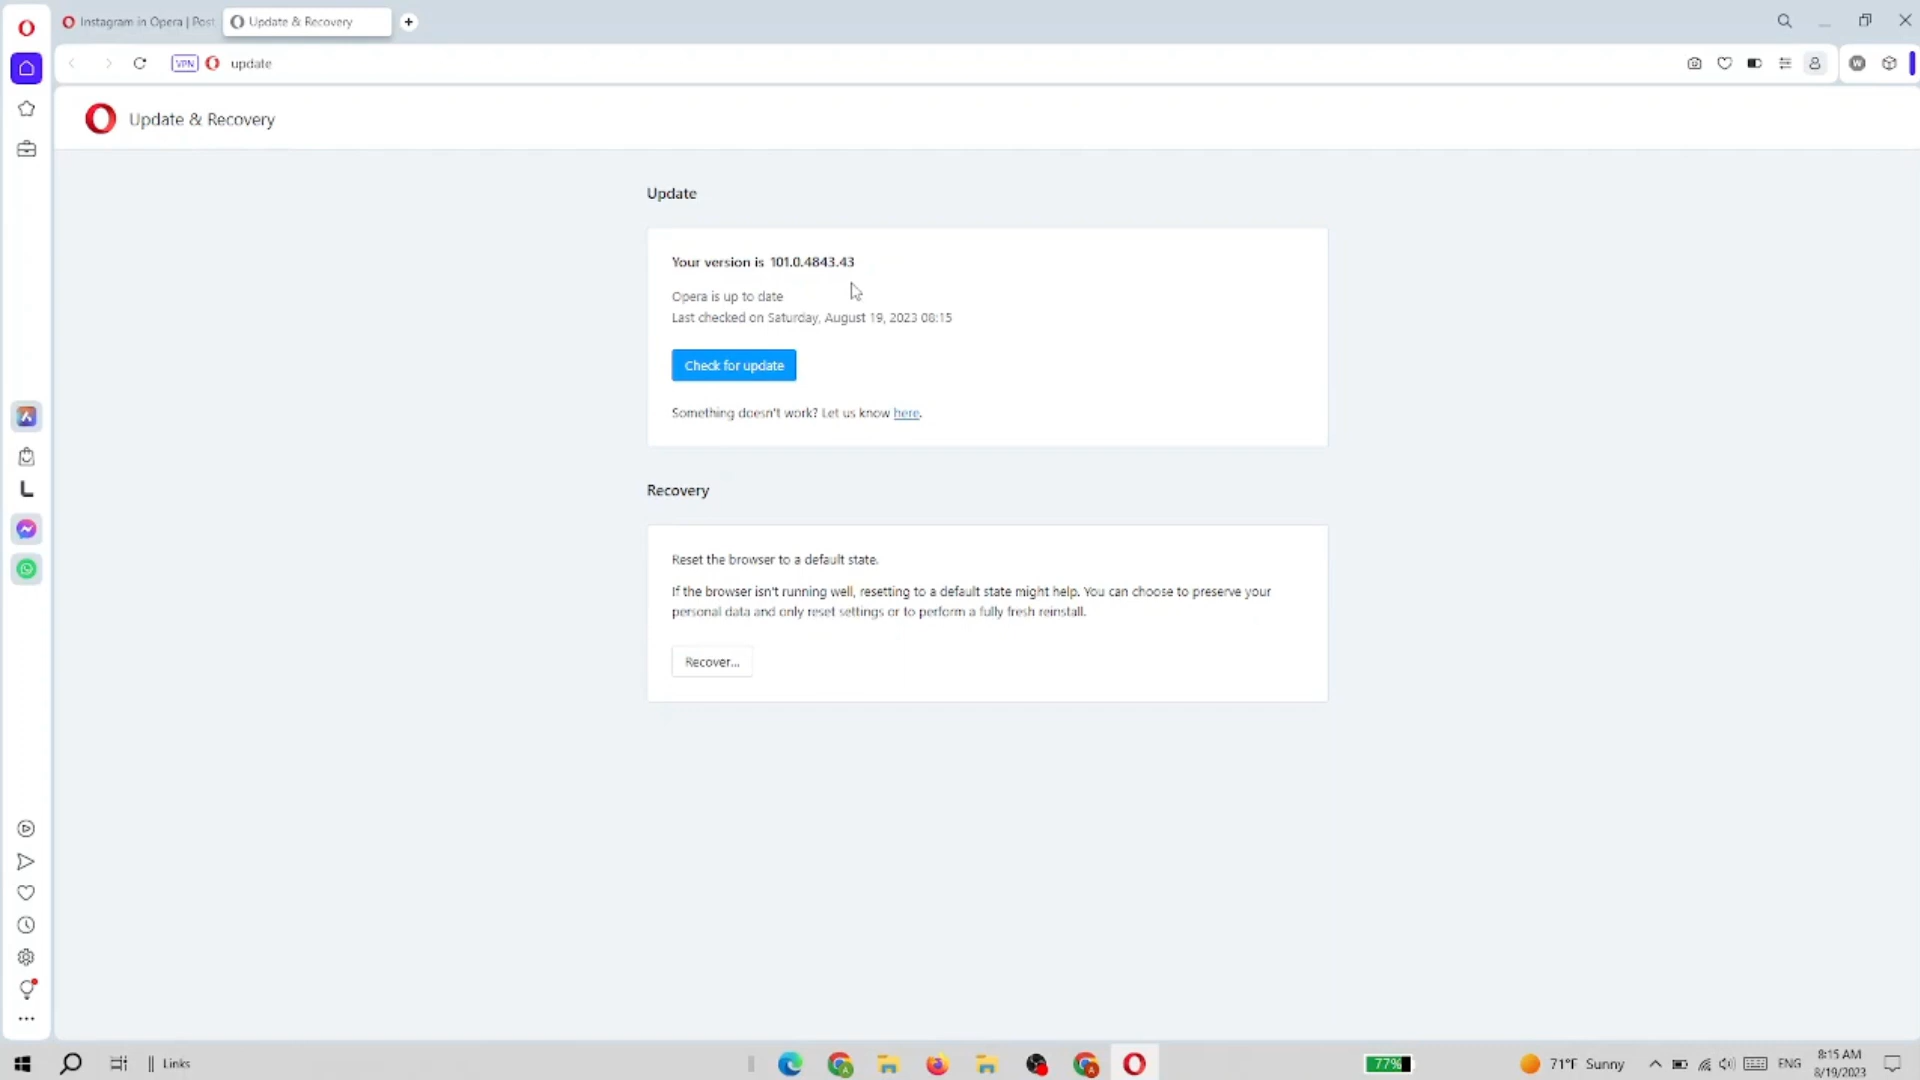 Instagram in Opera | Post
Update & Recovery
VPN
update
W
Update & Recovery
Update
Your version is 101.0.4843.43
Opera is up to date
Last checked on Saturday, August 19, 2023 08:15
Check for update
Something doesn't work? Let us know here.
Recovery
Reset the browser to a default state.
If the browser isn't running well, resetting to a default state might help. You can choose to preserve your
personal data and only reset settings or to perform a fully fresh reinstall.
Recover...
Links
77%
71°F Sunny
ENG
8:15 AM
8/19/2023